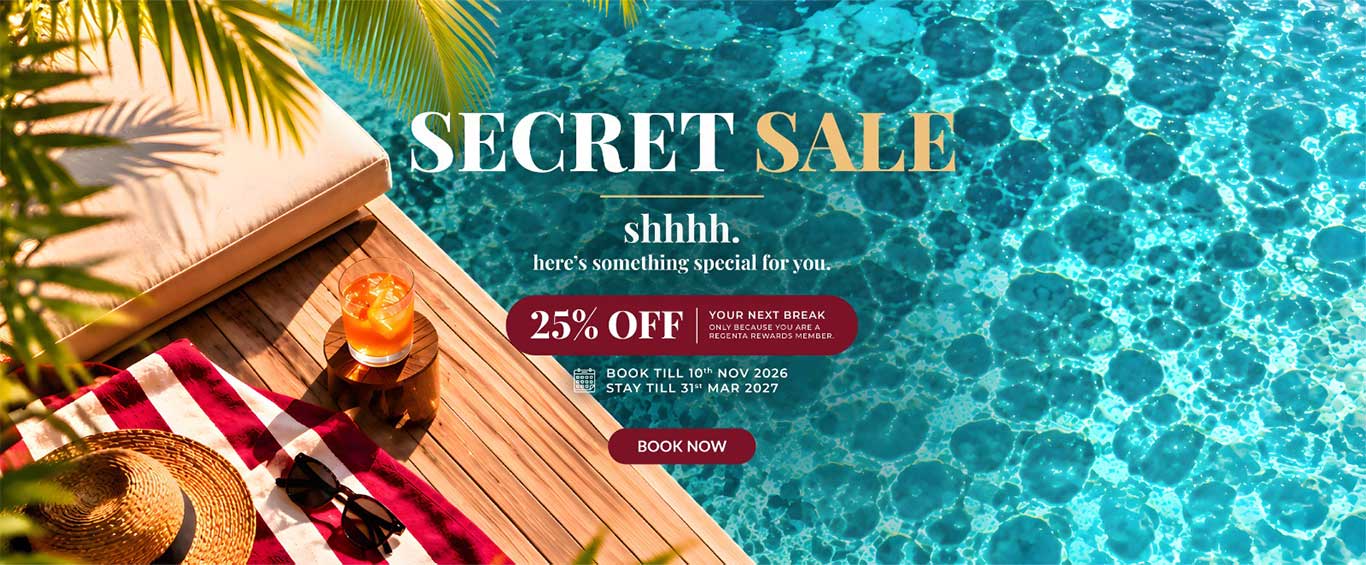 SECRET SALE
shhhh.
here's something special for you.
25% OFF
YOUR NEXT BREAK
ONLY BECAUSE YOU ARE A
REGENTA REWARDS MEMBER.
BOOK TILL 10th NOV 2026
STAY TILL 31st MAR 2027
BOOK NOW